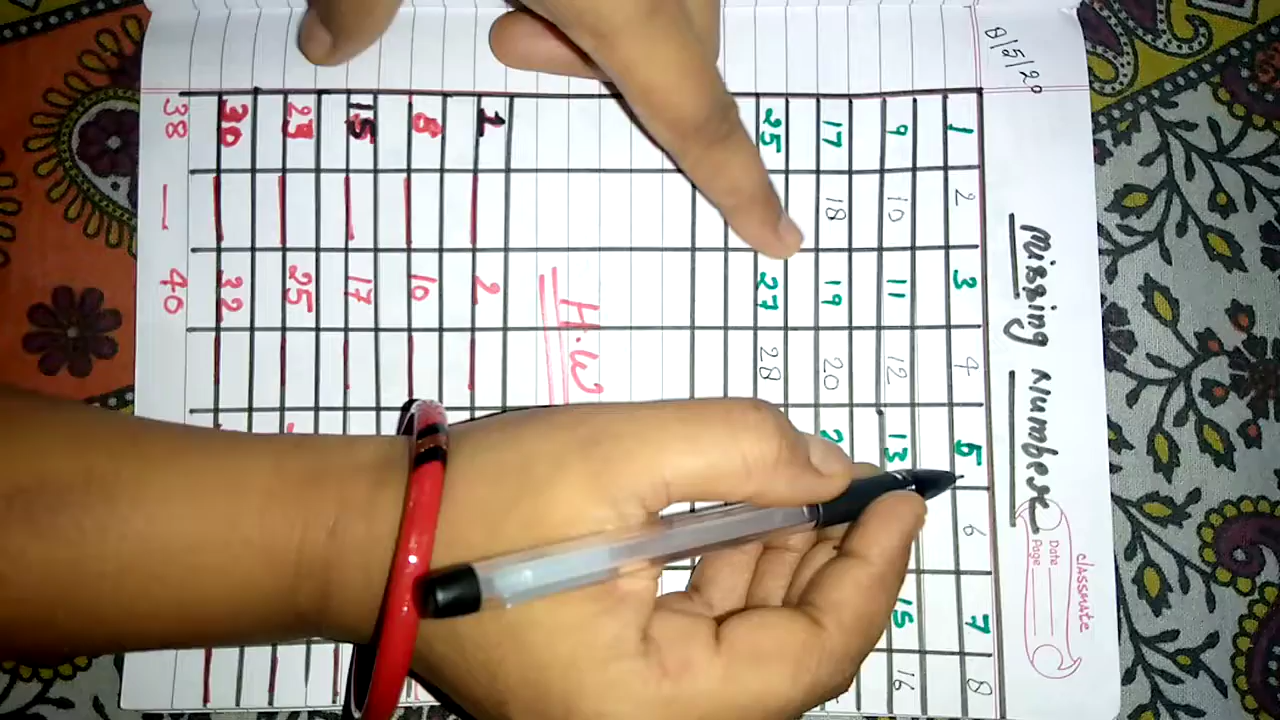 8/5/20
classmate
Date
Page
Missing Numbers
1 2 3 4 5 6 7 8
9 10 11 12 13 15 16
17 18 19 20
25 27 28
H.W
1 2
8 10
15 17
23 25
30 32
38 — 40